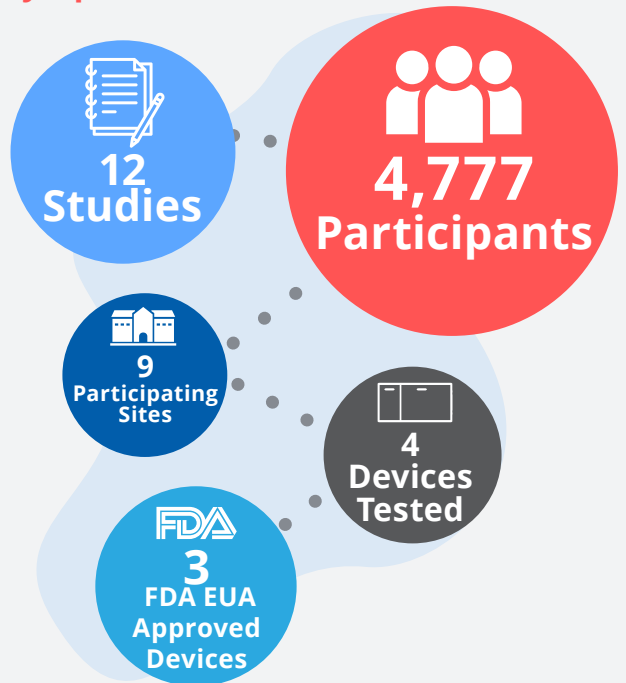 12
Studies
4,777
Participants
9
Participating
Sites
4
Devices
Tested
FDA
3
FDA EUA
Approved
Devices